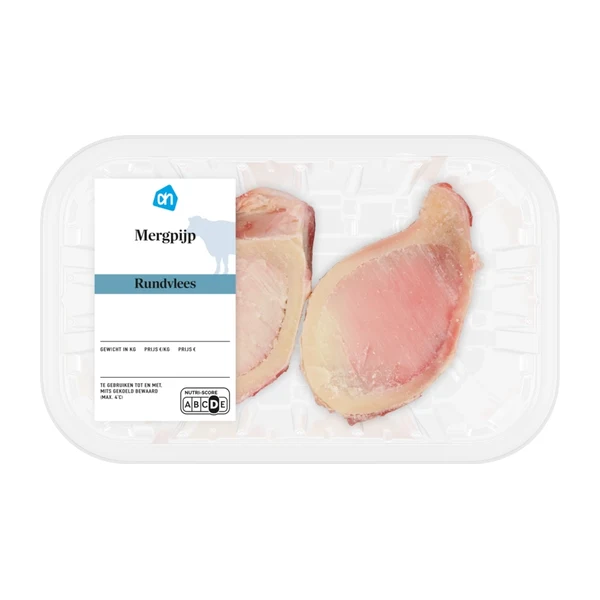 ah
Mergpijp
Rundvlees
GEWICHT IN KG PRIJS €/KG PRIJS €
TE GEBRUIKEN TOT EN MET,
MITS GEKOELD BEWAARD
(MAX. 4°C)
NUTRI-SCORE
A B C D E